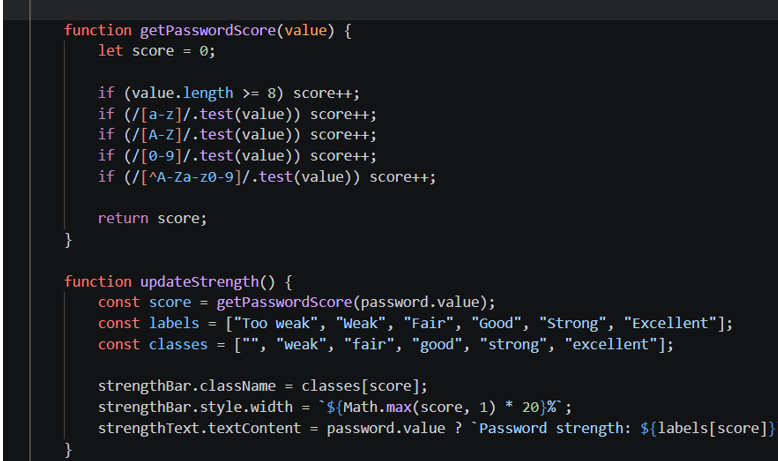 function getPasswordScore(value) {
let score = 0;
if (value.length >= 8) score++;
if (/[a-z]/.test(value)) score++;
if (/[A-Z]/.test(value)) score++;
if (/[0-9]/.test(value)) score++;
if (/[^A-Za-z0-9]/.test(value)) score++;
return score;
}
function updateStrength() {
const score = getPasswordScore(password.value);
const labels = ["Too weak", "Weak", "Fair", "Good", "Strong", "Excellent"];
const classes = ["", "weak", "fair", "good", "strong", "excellent"];
strengthBar.className = classes[score];
strengthBar.style.width = `${Math.max(score, 1) * 20}%`;
strengthText.textContent = password.value ? `Password strength: ${labels[score]}
}